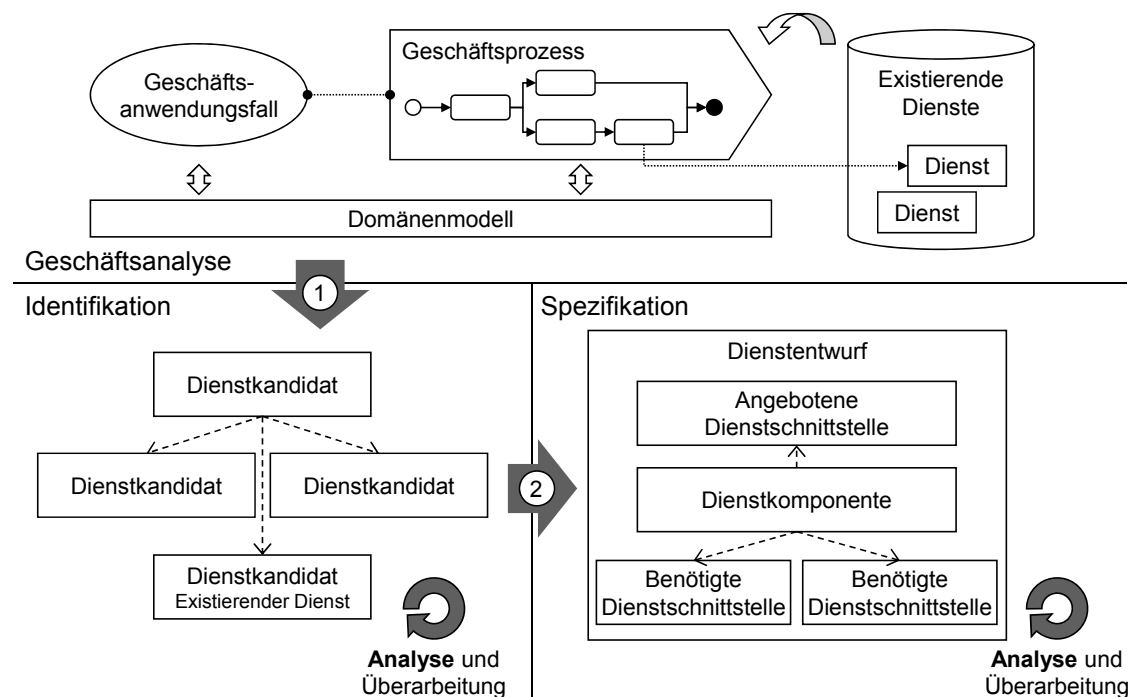 Geschäftsprozess
Geschäfts-
anwendungsfall
Existierende
Dienste
Dienst
Dienst
Domänenmodell
Geschäftsanalyse
1
Identifikation
Dienstkandidat
Dienstkandidat
Dienstkandidat
Dienstkandidat
Existierender Dienst
Analyse und
Überarbeitung
2
Spezifikation
Dienstentwurf
Angebotene
Dienstschnittstelle
Dienstkomponente
Benötigte
Dienstschnittstelle
Benötigte
Dienstschnittstelle
Analyse und
Überarbeitung